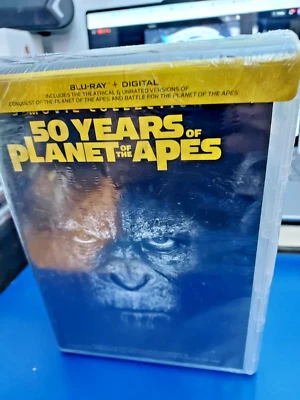 BLU-RAY + DIGITAL
INCLUDES THE THEATRICAL & UNRATED VERSIONS OF
CONQUEST OF THE PLANET OF THE APES AND BATTLE FOR THE PLANET OF THE APES
50 YEARS OF
PLANET OF THE APES